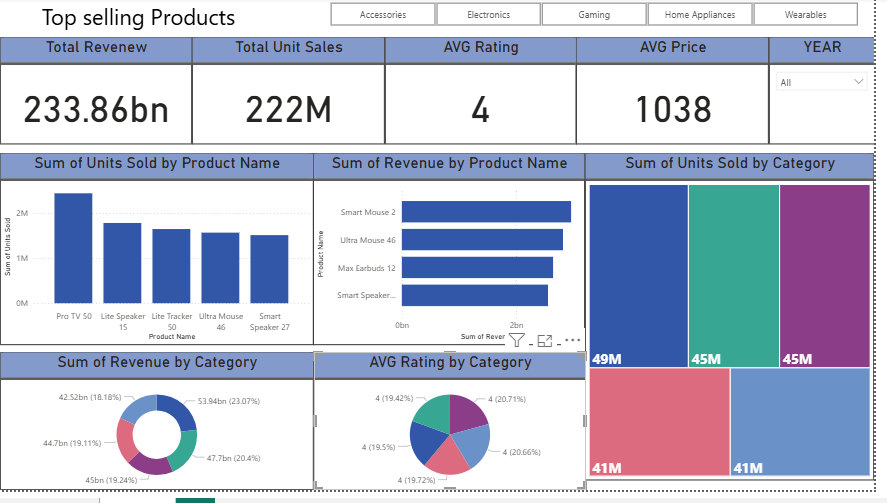 Top selling Products
Accessories
Electronics
Gaming
Home Appliances
Wearables
Total Revenew
Total Unit Sales
AVG Rating
AVG Price
YEAR
233.86bn
222M
4
1038
All
Sum of Units Sold by Product Name
Sum of Units Sold
2M
1M
0M
Pro TV 50
Lite Speaker
15
Lite Tracker
50
Ultra Mouse
46
Smart
Speaker 27
Product Name
Sum of Revenue by Product Name
Product Name
Smart Mouse 2
Ultra Mouse 46
Max Earbuds 12
Smart Speaker...
0bn
2bn
Sum of Rever
Sum of Units Sold by Category
49M
45M
45M
41M
41M
Sum of Revenue by Category
42.52bn (18.18%)
53.94bn (23.07%)
44.7bn (19.11%)
47.7bn (20.4%)
45bn (19.24%)
AVG Rating by Category
4 (19.42%)
4 (20.71%)
4 (19.5%)
4 (20.66%)
4 (19.72%)